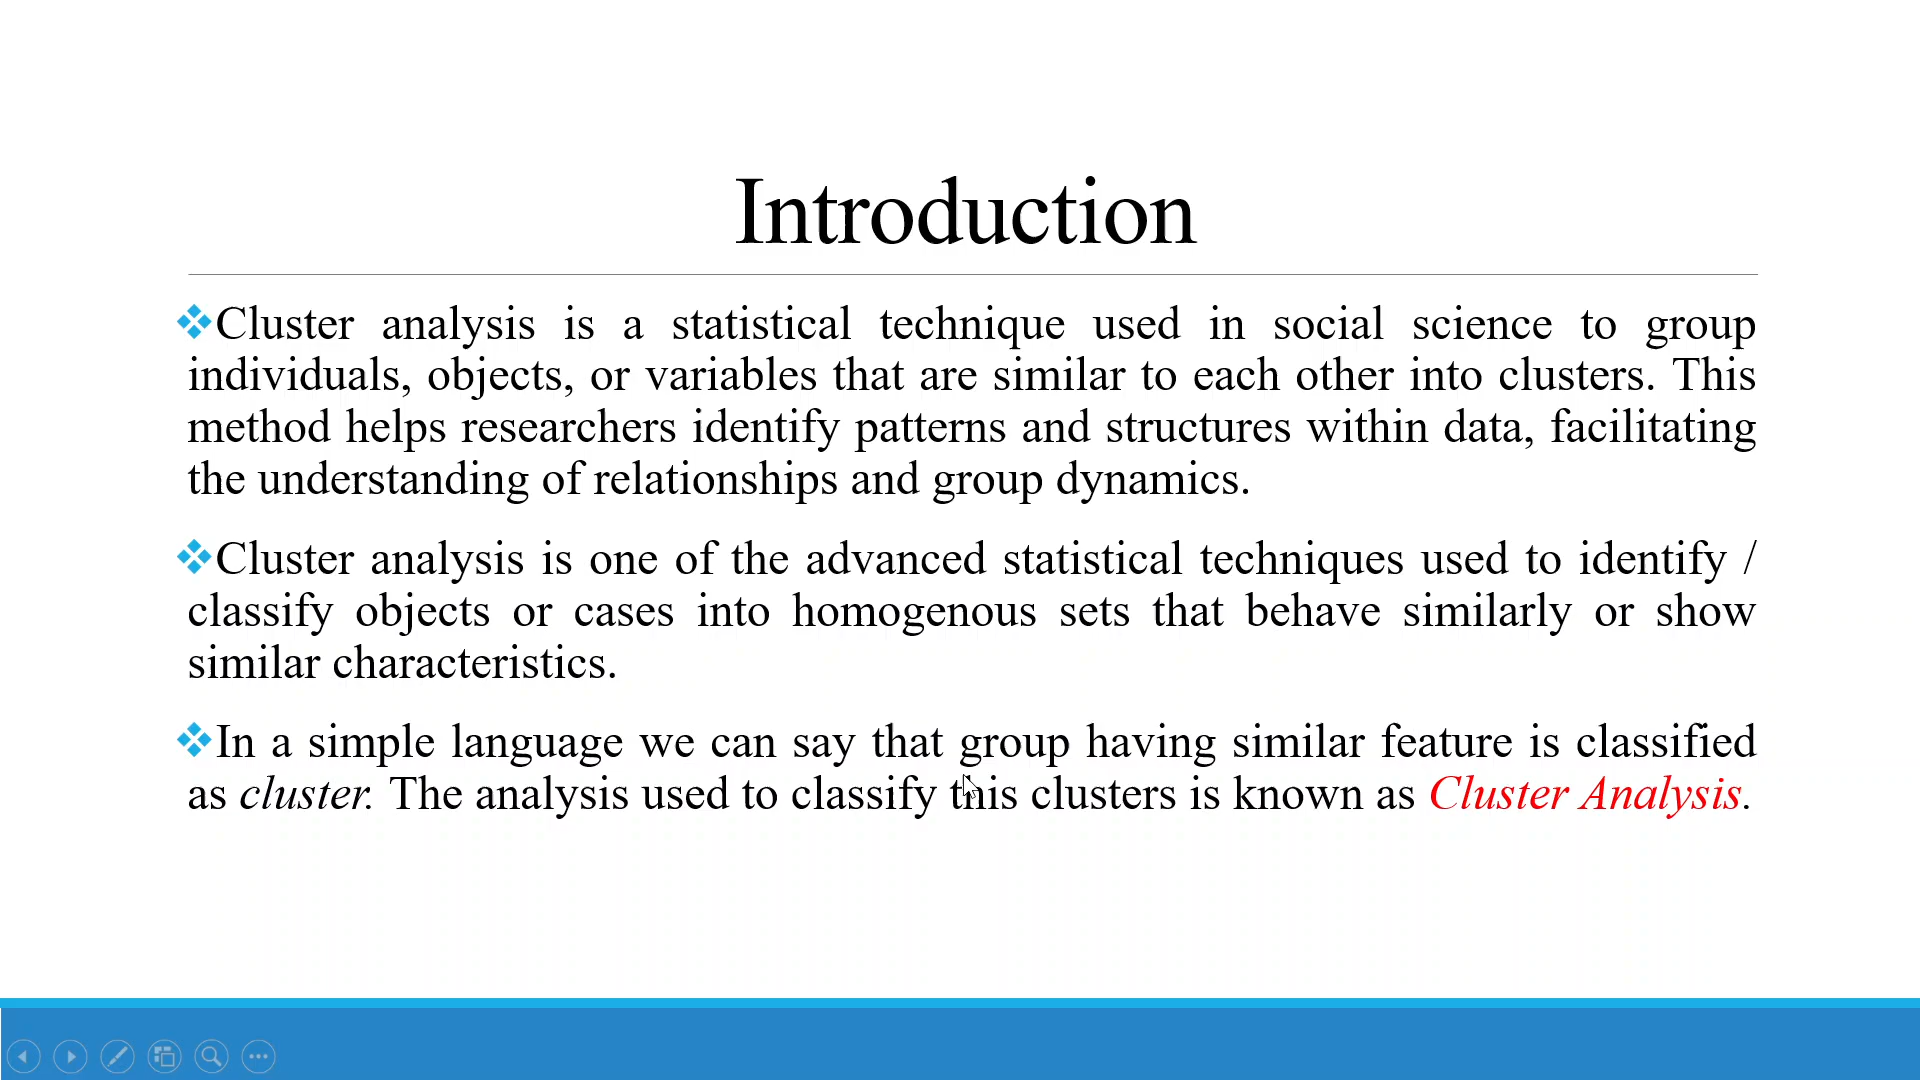 Introduction
❖Cluster analysis is a statistical technique used in social science to group
individuals, objects, or variables that are similar to each other into clusters. This
method helps researchers identify patterns and structures within data, facilitating
the understanding of relationships and group dynamics.
❖Cluster analysis is one of the advanced statistical techniques used to identify /
classify objects or cases into homogenous sets that behave similarly or show
similar characteristics.
❖In a simple language we can say that group having similar feature is classified
as cluster. The analysis used to classify this clusters is known as Cluster Analysis.